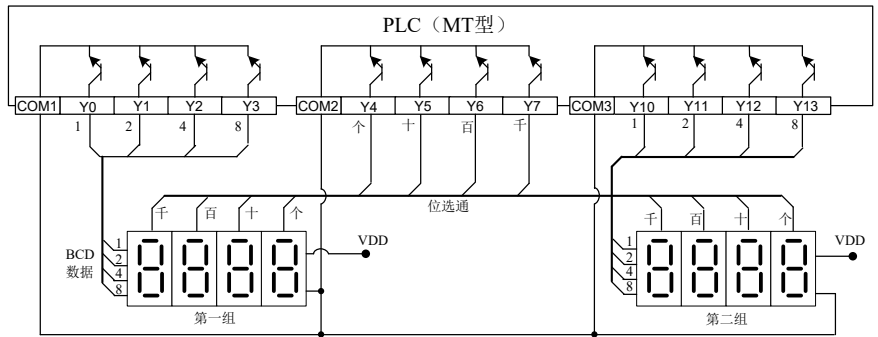 PLC（MT型）
COM1 Y0 Y1 Y2 Y3 COM2 Y4 Y5 Y6 Y7 COM3 Y10 Y11 Y12 Y13
1 2 4 8 个 十 百 千 1 2 4 8
位选通
千 百 十 个
千 百 十 个
BCD
数据
1
2
4
8
VDD
8888
第一组
1
2
4
8
VDD
8888
第二组